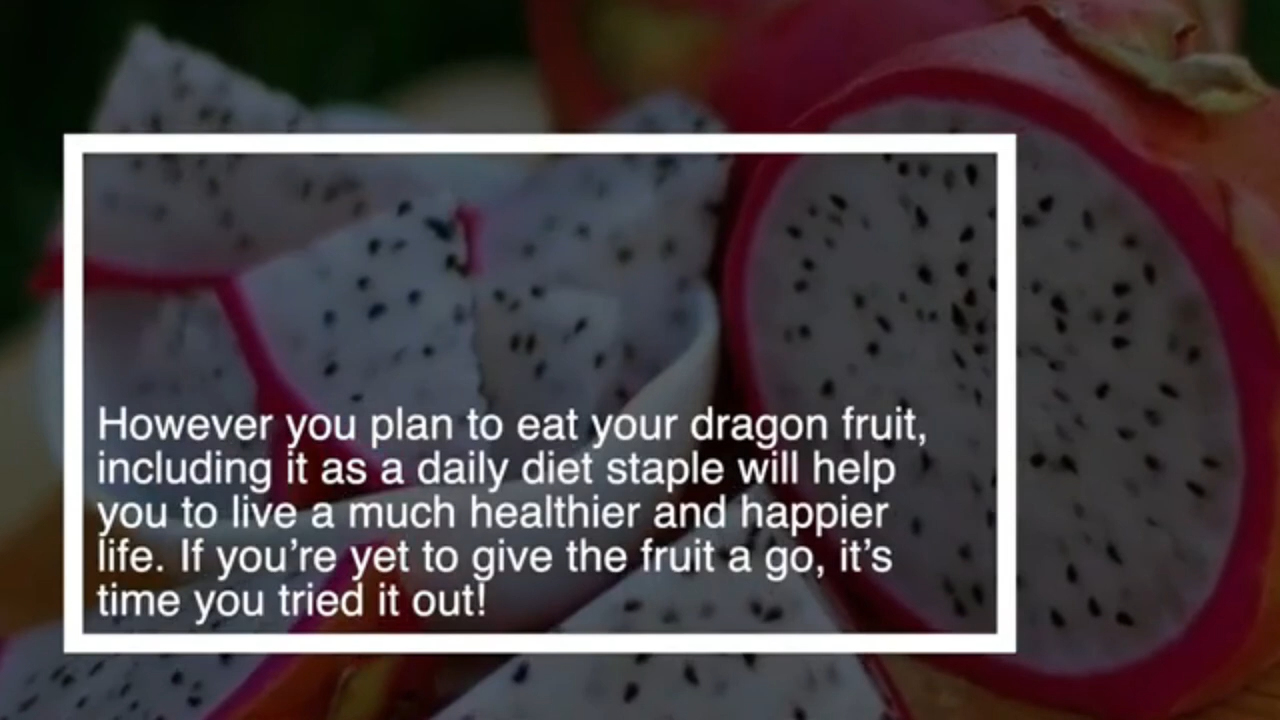 However you plan to eat your dragon fruit,
including it as a daily diet staple will help
you to live a much healthier and happier
life. If you’re yet to give the fruit a go, it’s
time you tried it out!